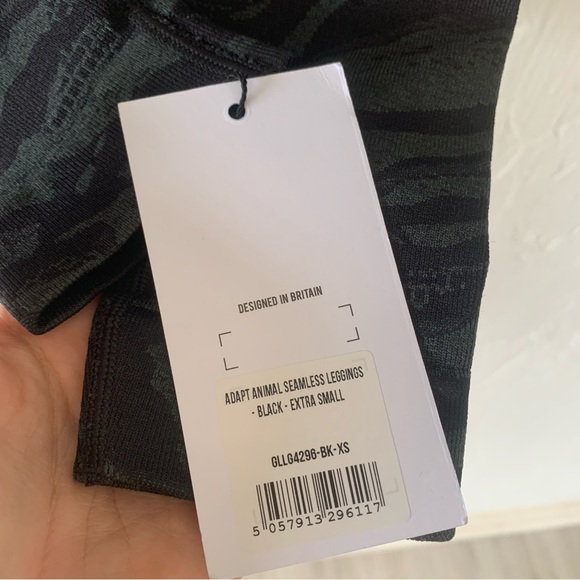 DESIGNED IN BRITAIN
ADAPT ANIMAL SEAMLESS LEGGINGS
- BLACK - EXTRA SMALL
GLLG4296-BK-XS
5 057913 296117